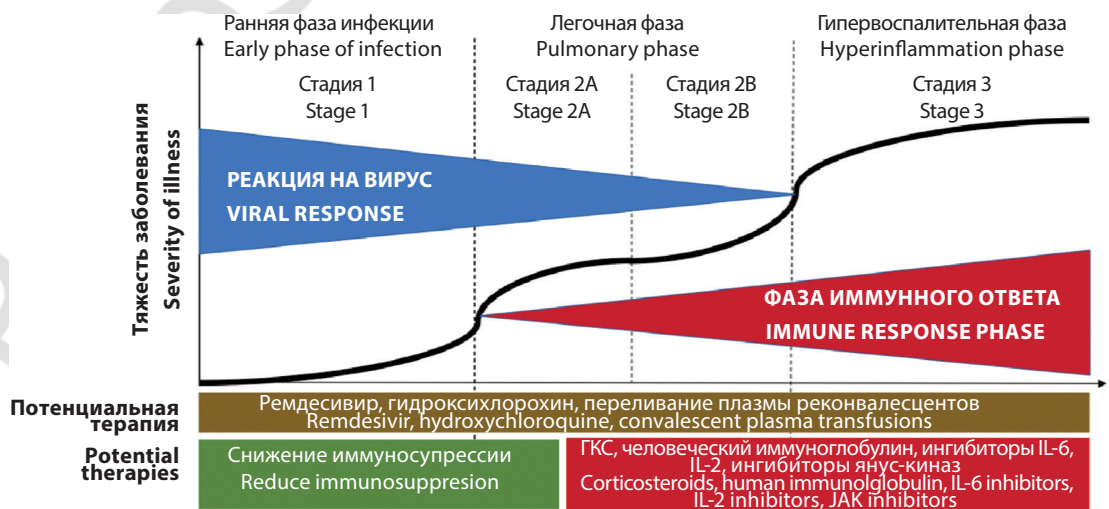 Ранняя фаза инфекции
Early phase of infection
Легочная фаза
Pulmonary phase
Гипервоспалительная фаза
Hyperinflammation phase
Стадия 1
Stage 1
Стадия 2А
Stage 2A
Стадия 2В
Stage 2B
Стадия 3
Stage 3
Тяжесть заболевания
Severity of illness
РЕАКЦИЯ НА ВИРУС
VIRAL RESPONSE
ФАЗА ИММУННОГО ОТВЕТА
IMMUNE RESPONSE PHASE
Потенциальная
терапия
Potential
therapies
Ремдесивир, гидроксихлорохин, переливание плазмы реконвалесцентов
Remdesivir, hydroxychloroquine, convalescent plasma transfusions
Снижение иммуносупрессии
Reduce immunosuppresion
ГКС, человеческий иммуноглобулин, ингибиторы IL-6,
IL-2, ингибиторы янус-киназ
Corticosteroids, human immunolglobulin, IL-6 inhibitors,
IL-2 inhibitors, JAK inhibitors